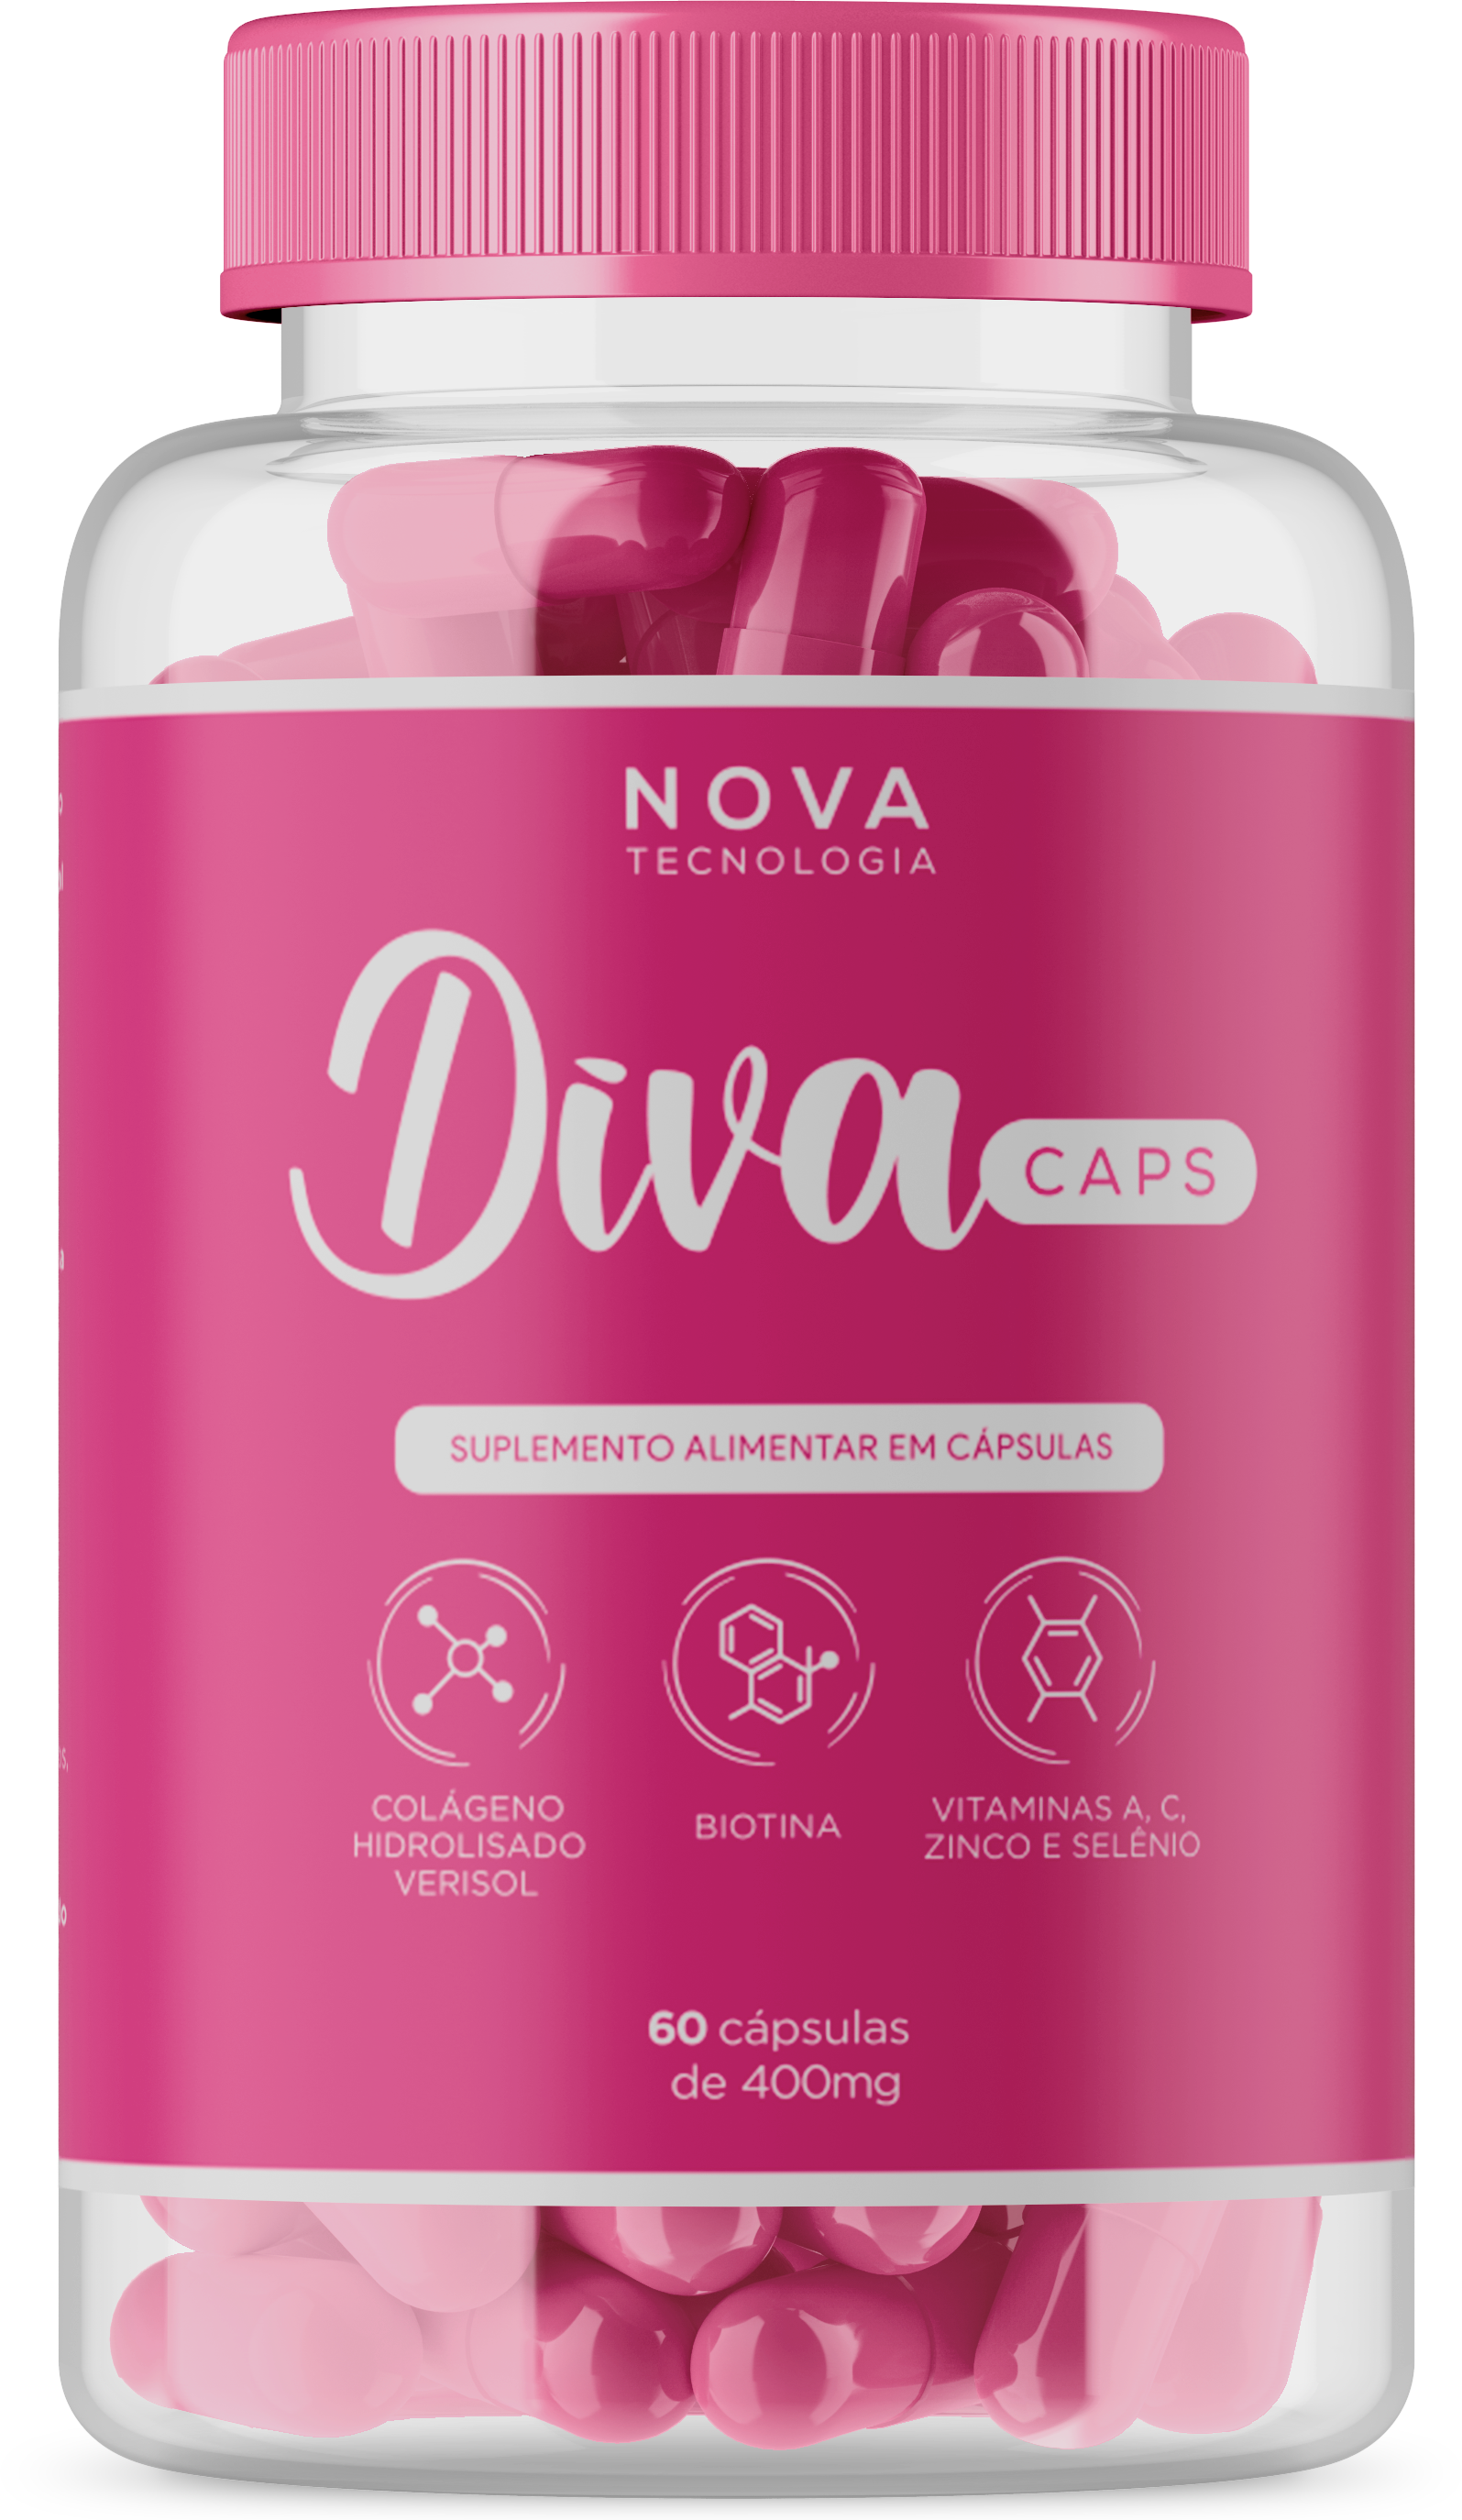 NOVA
TECNOLOGIA
Diva CAPS
SUPLEMENTO ALIMENTAR EM CÁPSULAS
COLÁGENO
HIDROLISADO
VERISOL
BIOTINA
VITAMINAS A, C,
ZINCO E SELÊNIO
60 cápsulas
de 400mg